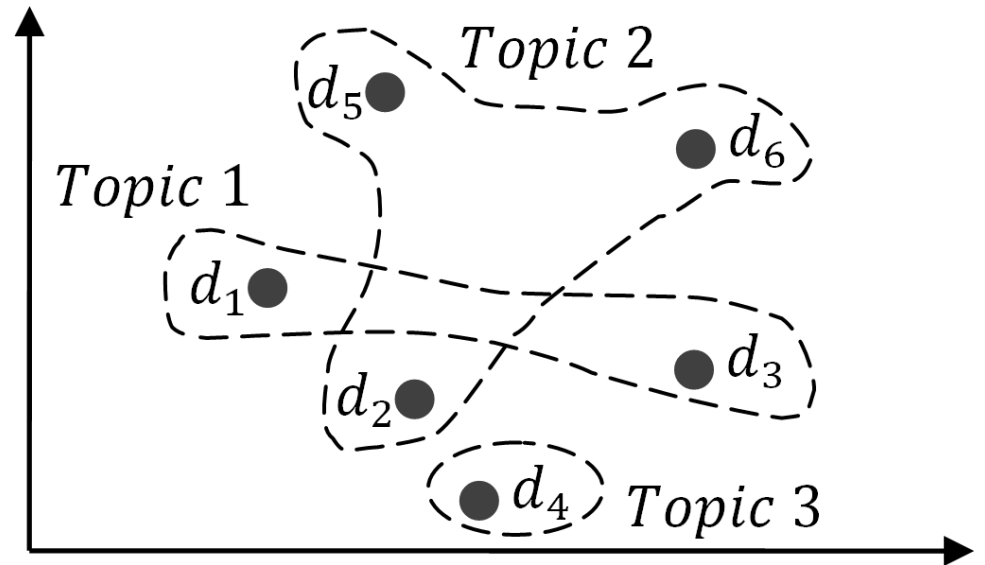 Topic 2
d₅
d₆
Topic 1
d₁
d₃
d₂
d₄
Topic 3